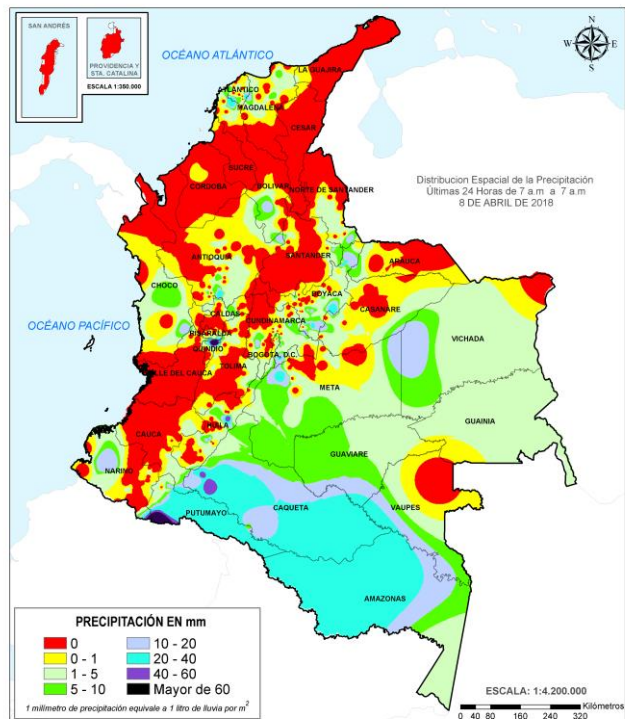 SAN ANDRÉS
PROVIDENCIA Y
STA. CATALINA
ESCALA 1:350.000
OCÉANO ATLÁNTICO
N
W
E
S
LA GUAJIRA
ATLÁNTICO
MAGDALENA
CESAR
SUCRE
CORDOBA
BOLIVAR
NORTE DE SANTANDER
Distribucion Espacial de la Precipitación
Últimas 24 Horas de 7 a.m a 7 a.m
8 DE ABRIL DE 2018
ANTIOQUIA
SANTANDER
ARAUCA
CHOCO
BOYACA
CASANARE
CALDAS
CUNDINAMARCA
OCÉANO PACÍFICO
RISARALDA
VICHADA
QUINDIO
BOGOTA, D.C.
TOLIMA
VALLE DEL CAUCA
META
GUAINIA
HUILA
CAUCA
GUAVIARE
NARIÑO
VAUPES
PUTUMAYO
CAQUETA
AMAZONAS
PRECIPITACIÓN EN mm
0
10 - 20
0 - 1
20 - 40
1 - 5
40 - 60
5 - 10
Mayor de 60
1 milímetro de precipitación equivale a 1 litro de lluvia por m²
ESCALA: 1:4.200.000
Kilómetros
0 40 80 160 240 320